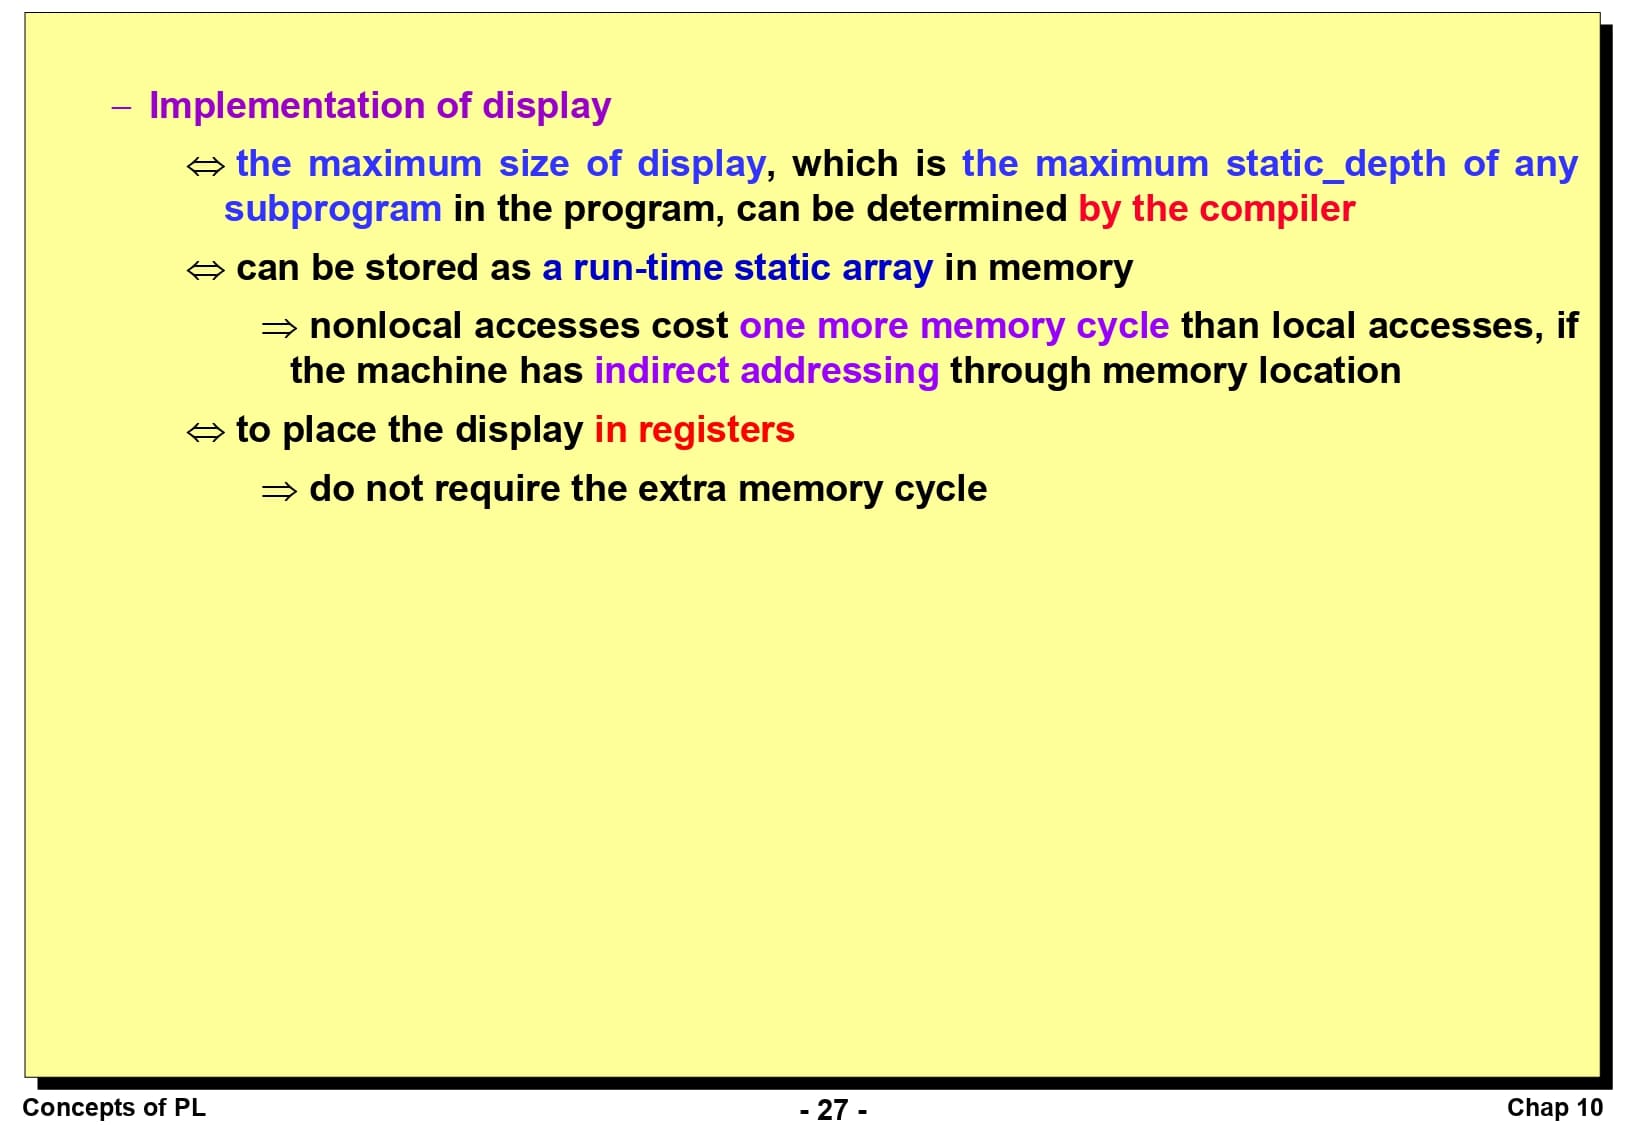 – Implementation of display
⇔ the maximum size of display, which is the maximum static_depth of any
subprogram in the program, can be determined by the compiler
⇔ can be stored as a run-time static array in memory
⇒ nonlocal accesses cost one more memory cycle than local accesses, if
the machine has indirect addressing through memory location
⇔ to place the display in registers
⇒ do not require the extra memory cycle
Concepts of PL
- 27 -
Chap 10